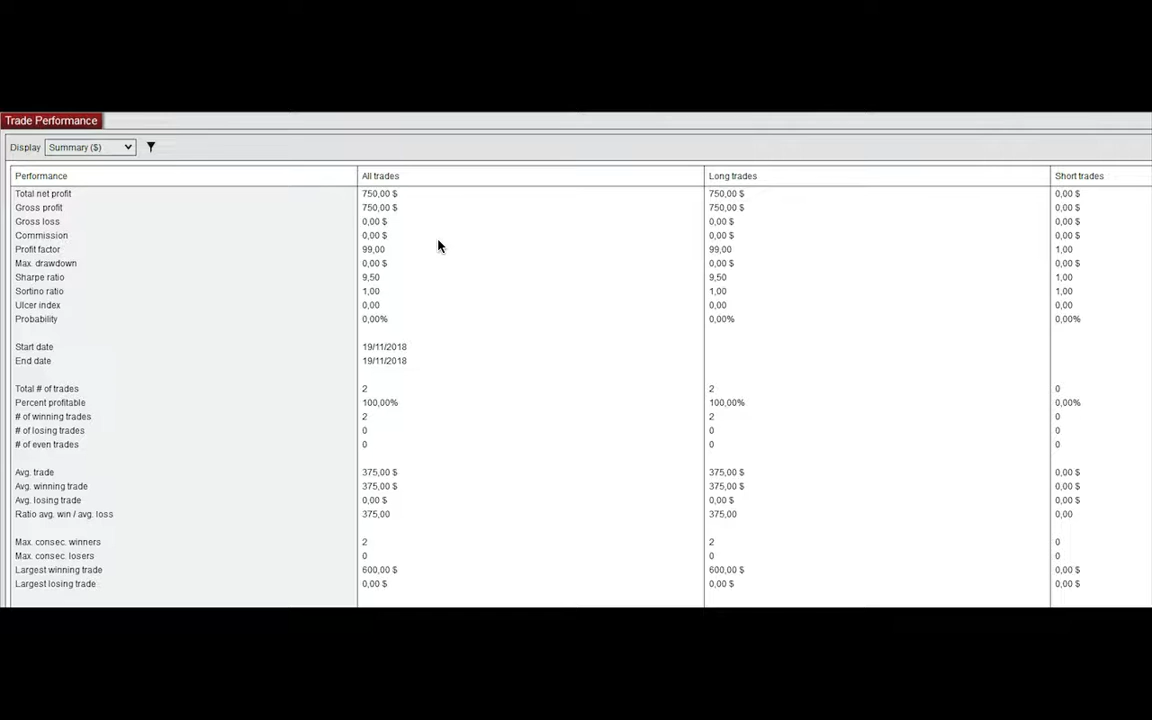 Trade Performance
Display Summary ($)
Performance All trades Long trades Short trades
Total net profit 750,00 $ 750,00 $ 0,00 $
Gross profit 750,00 $ 750,00 $ 0,00 $
Gross loss 0,00 $ 0,00 $ 0,00 $
Commission 0,00 $ 0,00 $ 0,00 $
Profit factor 99,00 99,00 1,00
Max. drawdown 0,00 $ 0,00 $ 0,00 $
Sharpe ratio 9,50 9,50 1,00
Sortino ratio 1,00 1,00 1,00
Ulcer index 0,00 0,00 0,00
Probability 0,00% 0,00% 0,00%
Start date 19/11/2018
End date 19/11/2018
Total # of trades 2 2 0
Percent profitable 100,00% 100,00% 0,00%
# of winning trades 2 2 0
# of losing trades 0 0 0
# of even trades 0 0 0
Avg. trade 375,00 $ 375,00 $ 0,00 $
Avg. winning trade 375,00 $ 375,00 $ 0,00 $
Avg. losing trade 0,00 $ 0,00 $ 0,00 $
Ratio avg. win / avg. loss 375,00 375,00 0,00
Max. consec. winners 2 2 0
Max. consec. losers 0 0 0
Largest winning trade 600,00 $ 600,00 $ 0,00 $
Largest losing trade 0,00 $ 0,00 $ 0,00 $